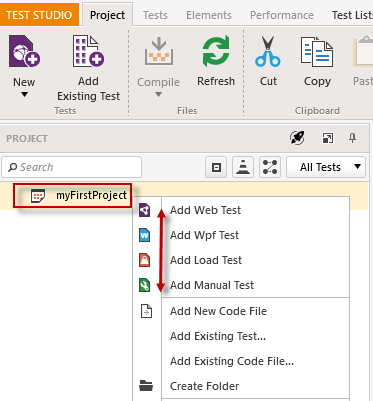 TEST STUDIO Project Tests Elements Performance Test Lists
New Add Existing Test Compile Refresh Cut Copy
Tests Files Clipboard
PROJECT
Search All Tests
myFirstProject
Add Web Test
Add Wpf Test
Add Load Test
Add Manual Test
Add New Code File
Add Existing Test...
Add Existing Code File...
Create Folder